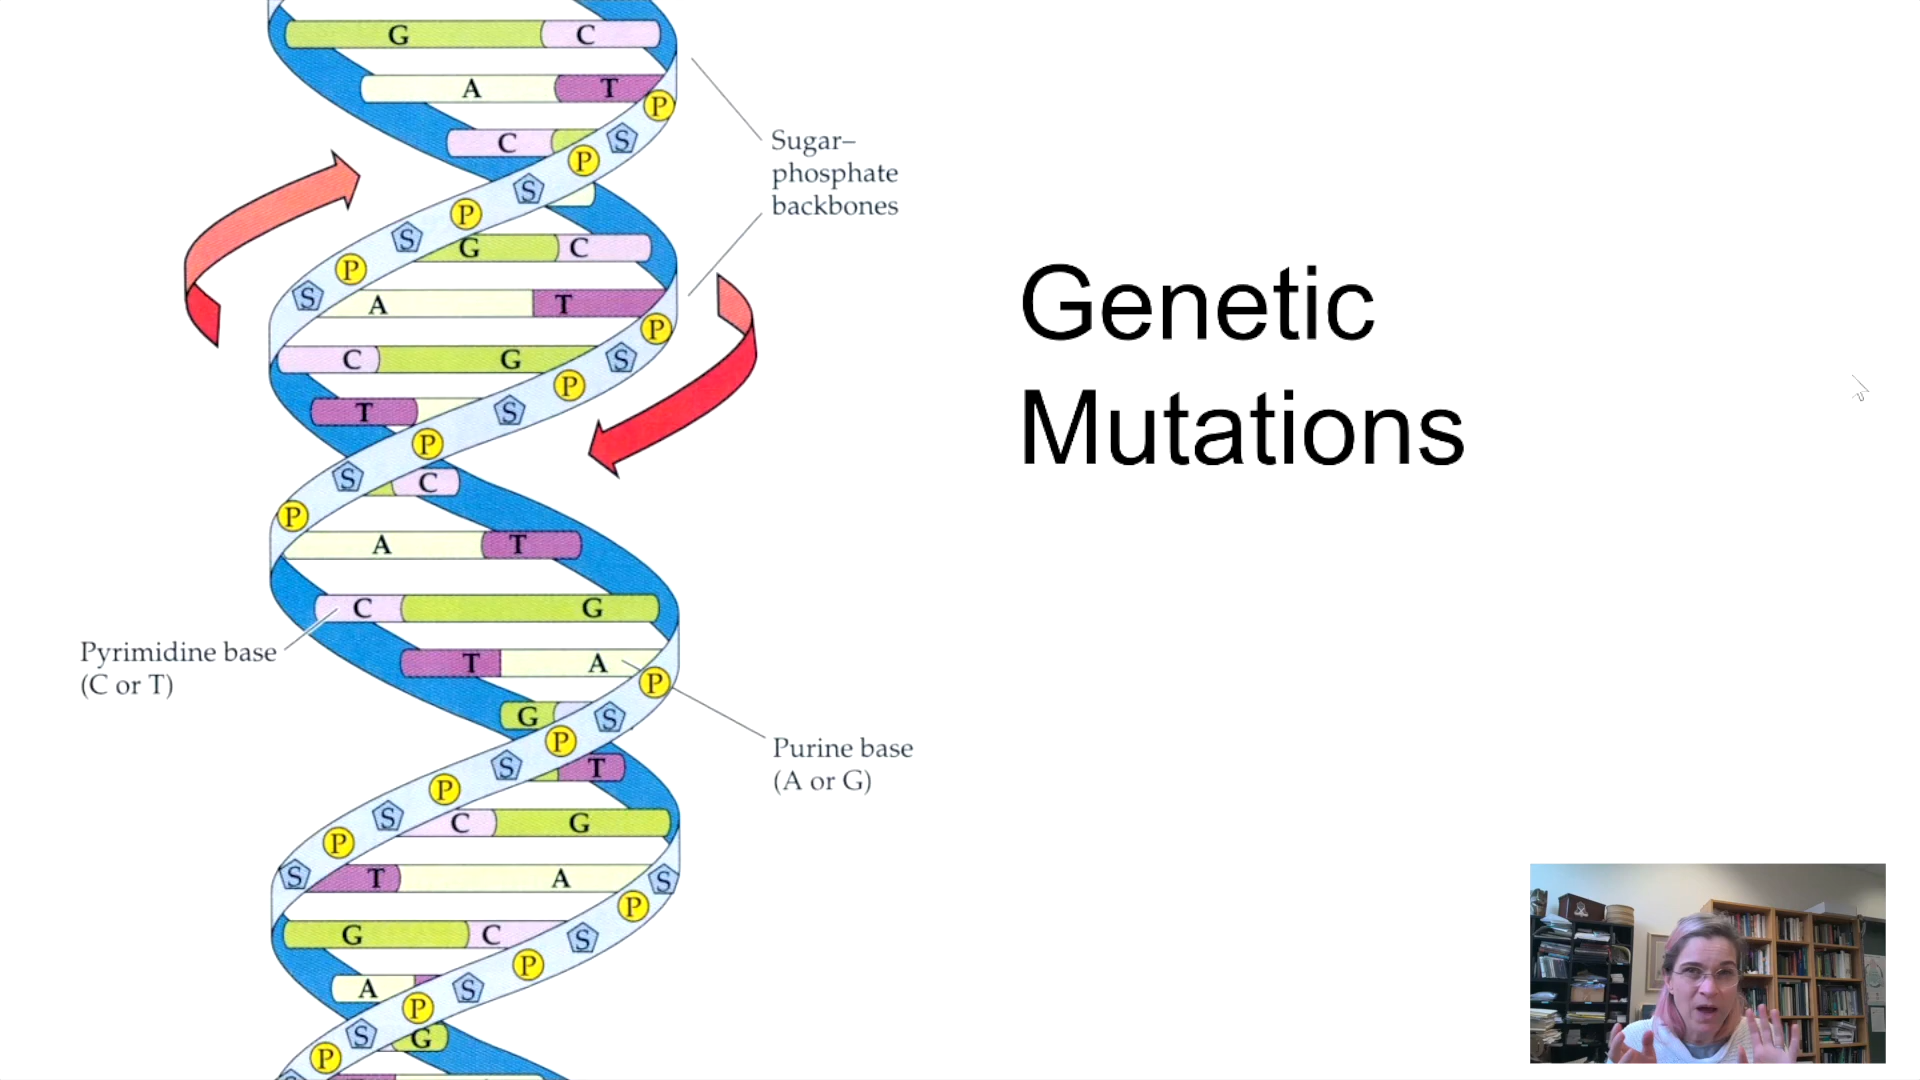 G C
A T
P
C S
P
S
P
S G C
P
S A T
P
C G S
P
T S
P
S C
P
A T
C G
T A
P
G S
P
S T
P
S C G
P
S T A S
P
G C S
P
A S
P
S G
P
Sugar–
phosphate
backbones
Pyrimidine base
(C or T)
Purine base
(A or G)
Genetic
Mutations